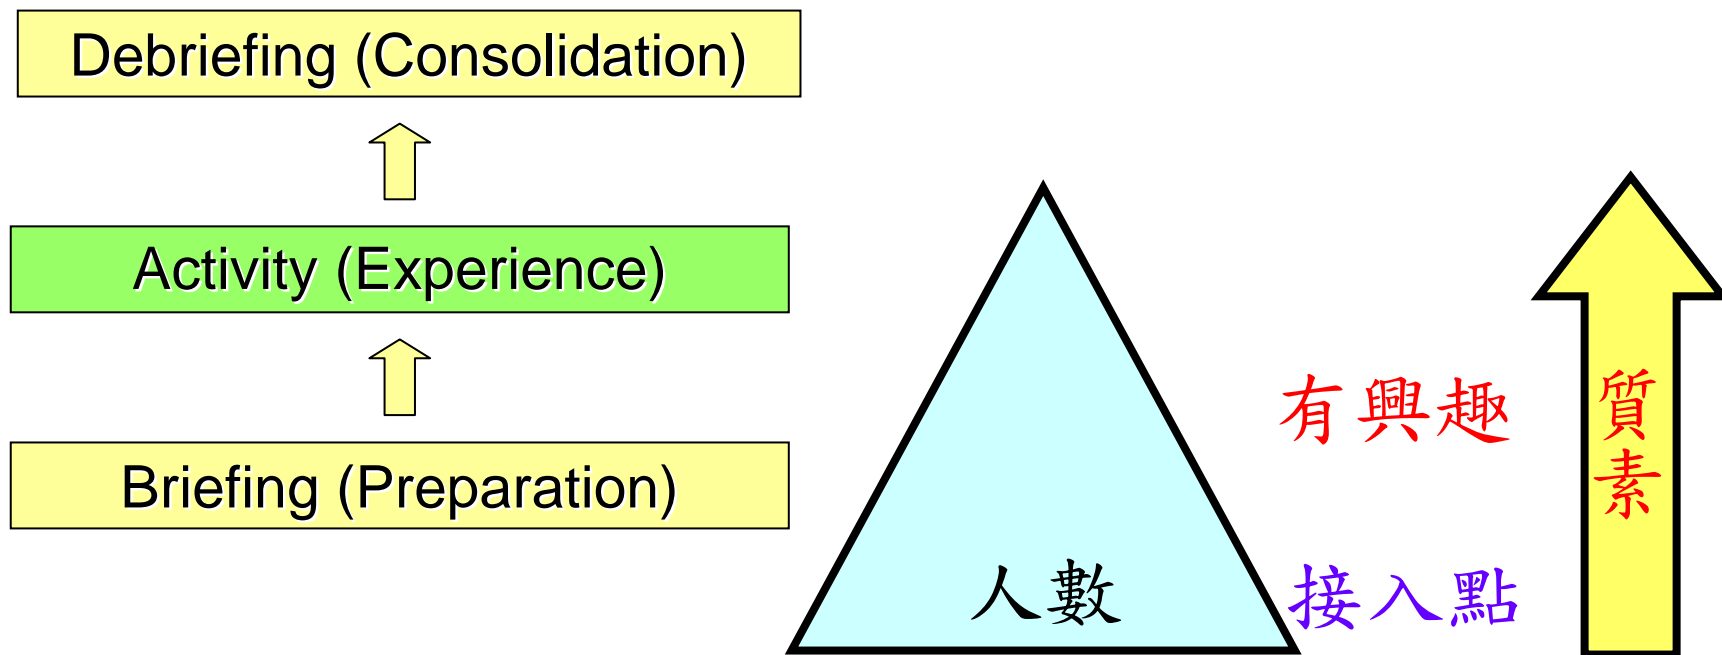 Debriefing (Consolidation)
Activity (Experience)
Briefing (Preparation)
人數
有興趣
接入點
質
素